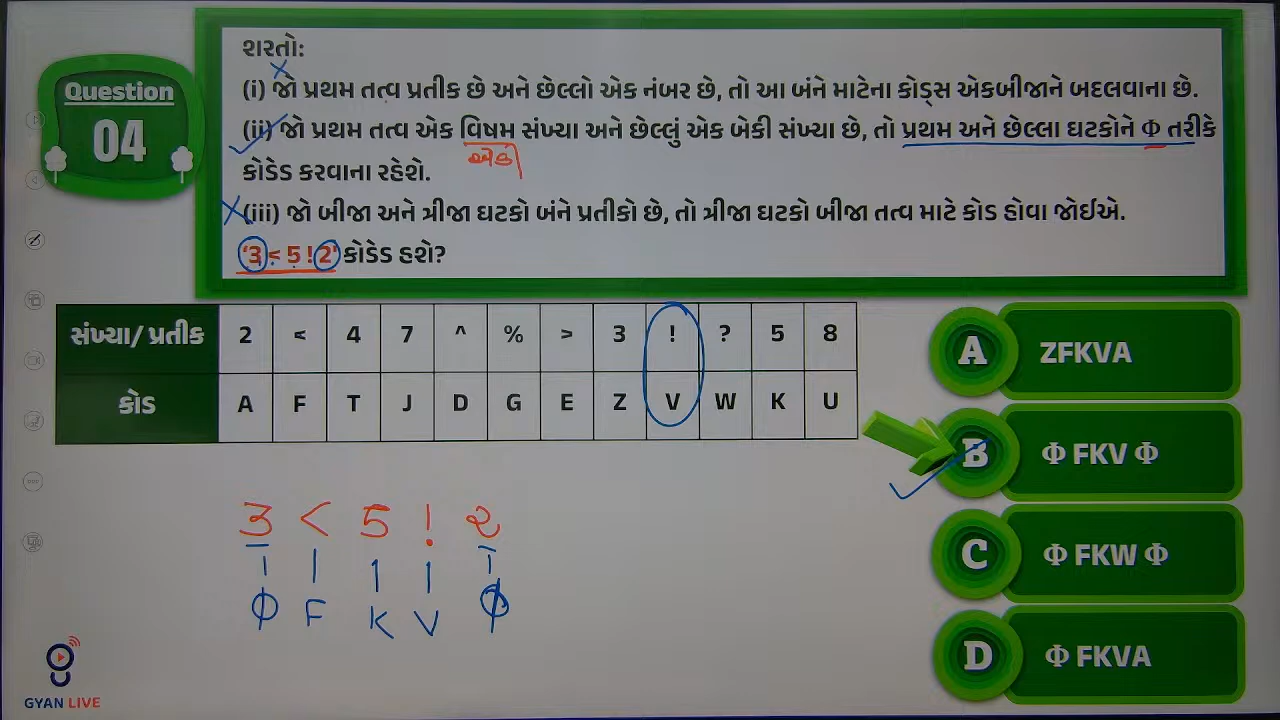 Question
04
શરતો:
(i) જો પ્રથમ તત્વ પ્રતીક છે અને છેલ્લો એક નંબર છે, તો આ બંને માટેના કોડ્સ એકબીજાને બદલવાના છે.
(ii) જો પ્રથમ તત્વ એક વિષમ સંખ્યા અને છેલ્લું એક બેકી સંખ્યા છે, તો પ્રથમ અને છેલ્લા ઘટકોને Φ તરીકે
એકી
કોડેડ કરવાના રહેશે.
(iii) જો બીજા અને ત્રીજા ઘટકો બંને પ્રતીકો છે, તો ત્રીજા ઘટકો બીજા તત્વ માટે કોડ હોવા જોઈએ.
'3 < 5 ! 2' કોડેડ હશે?
સંખ્યા/ પ્રતીક 2 < 4 7 ^ % > 3 ! ? 5 8
કોડ A F T J D G E Z V W K U
A ZFKVA
B Φ FKV Φ
C Φ FKW Φ
D Φ FKVA
3 < 5 ! 2
Φ F K V Φ
GYAN LIVE